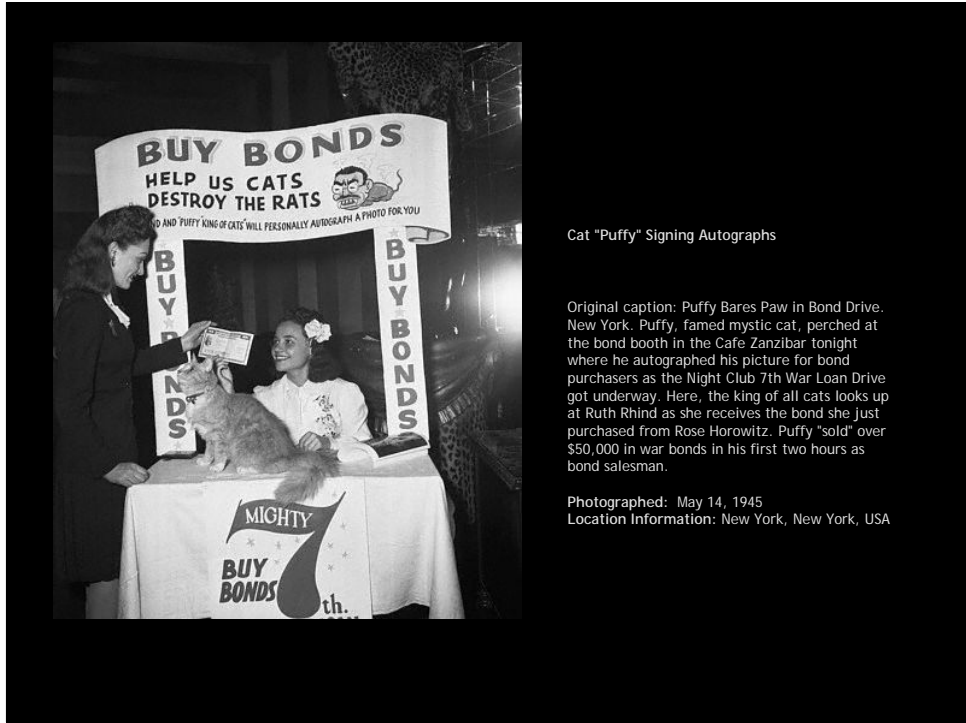 BUY BONDS
HELP US CATS
DESTROY THE RATS
ND AND "PUFFY" KING OF CATS" WILL PERSONALLY AUTOGRAPH A PHOTO FOR YOU
BUY BONDS
BUY BONDS
MIGHTY
7
BUY
BONDS
th.
Cat "Puffy" Signing Autographs
Original caption: Puffy Bares Paw in Bond Drive.
New York. Puffy, famed mystic cat, perched at
the bond booth in the Cafe Zanzibar tonight
where he autographed his picture for bond
purchasers as the Night Club 7th War Loan Drive
got underway. Here, the king of all cats looks up
at Ruth Rhind as she receives the bond she just
purchased from Rose Horowitz. Puffy "sold" over
$50,000 in war bonds in his first two hours as
bond salesman.
Photographed: May 14, 1945
Location Information: New York, New York, USA